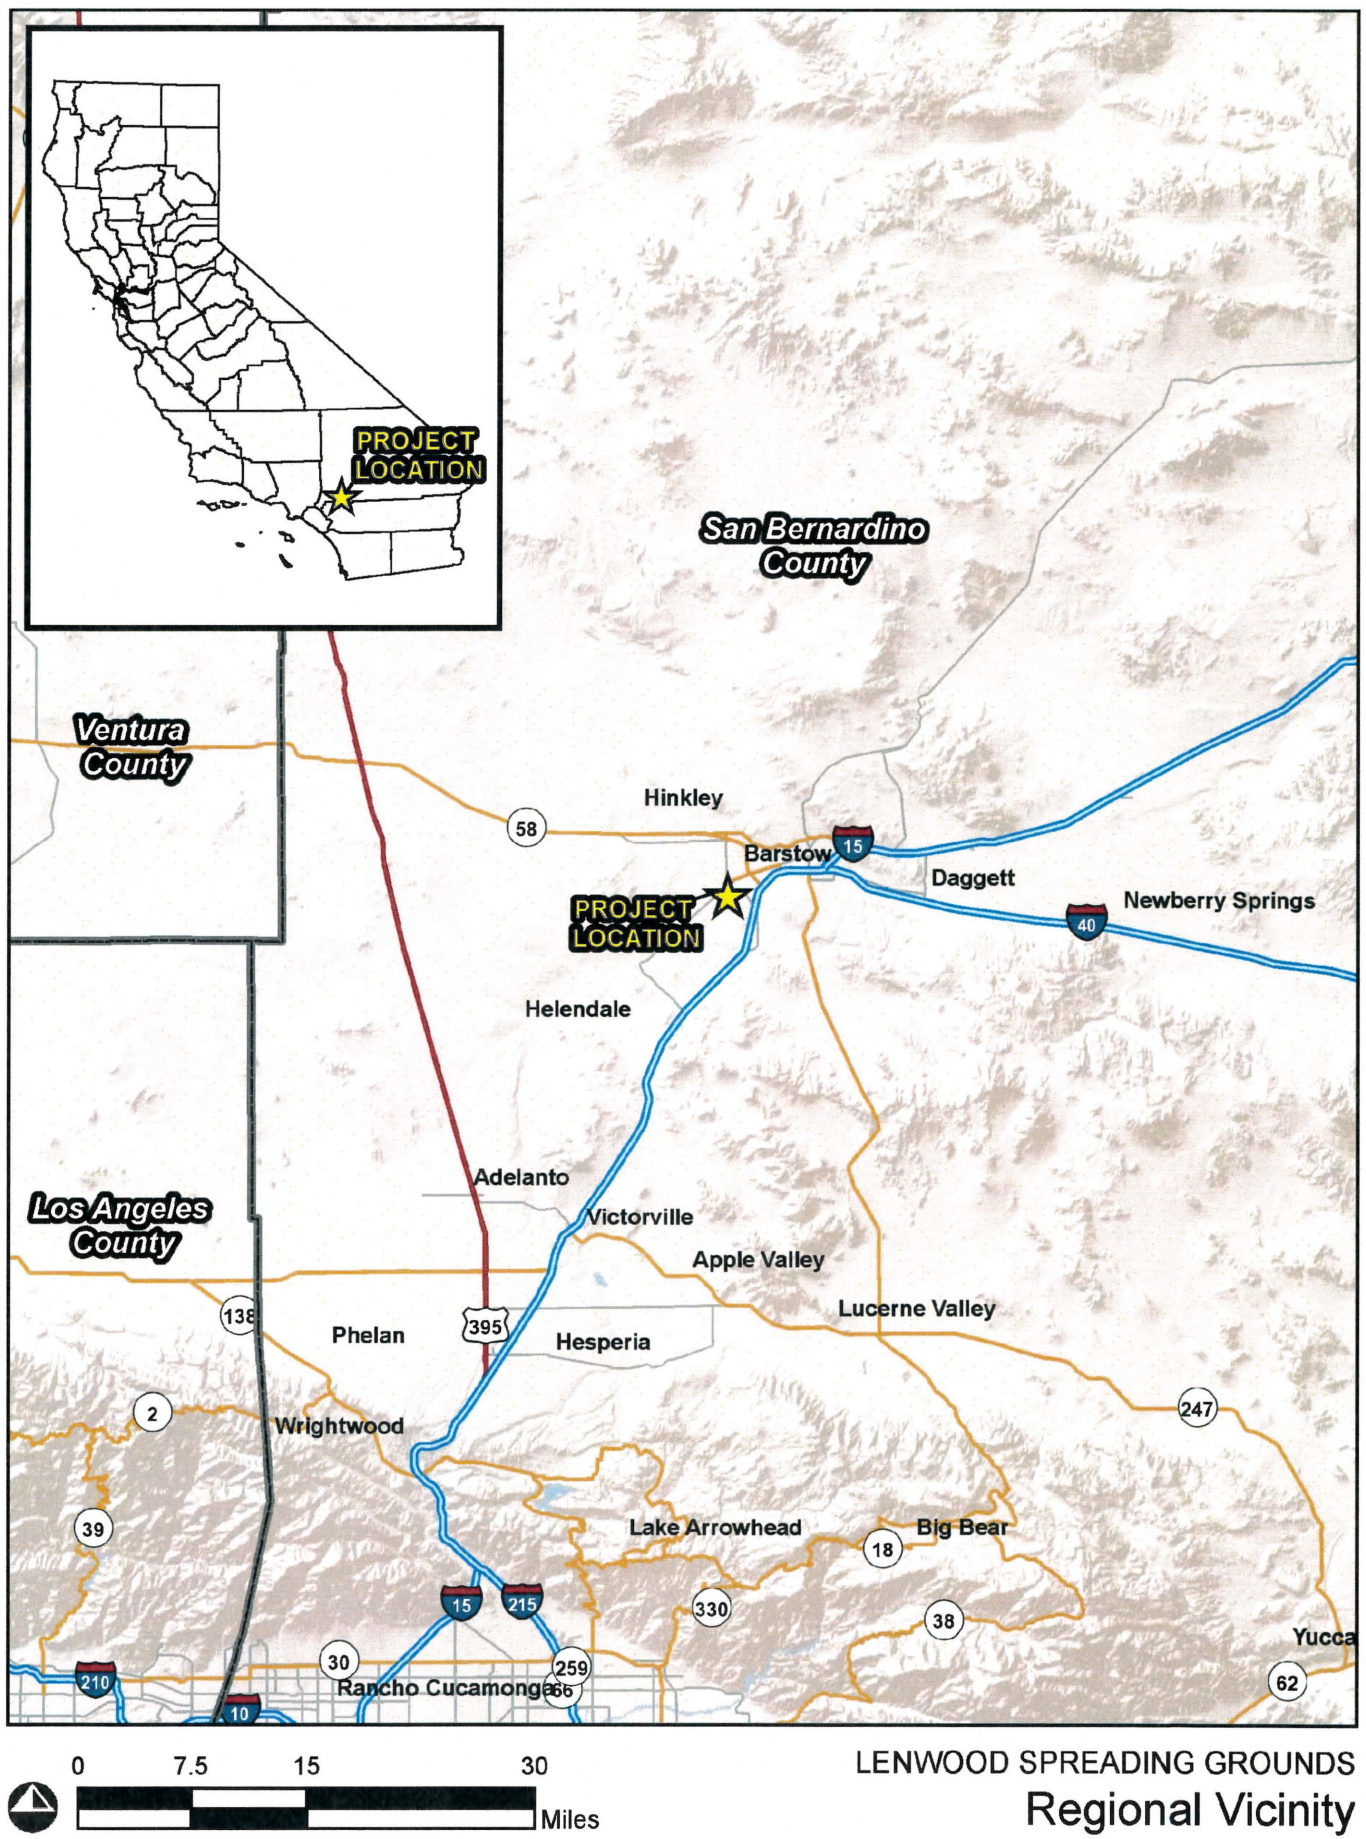 PROJECT
LOCATION
San Bernardino
County
Ventura
County
Hinkley
58
15
Barstow
Daggett
Newberry Springs
PROJECT
LOCATION
40
Helendale
Adelanto
Los Angeles
County
Victorville
Apple Valley
Lucerne Valley
138
Phelan
395
Hesperia
2
247
Wrightwood
39
Lake Arrowhead
Big Bear
18
15
215
330
38
Yucca
30
259
210
Rancho Cucamonga
66
62
10
0 7.5 15 30
Miles
LENWOOD SPREADING GROUNDS
Regional Vicinity